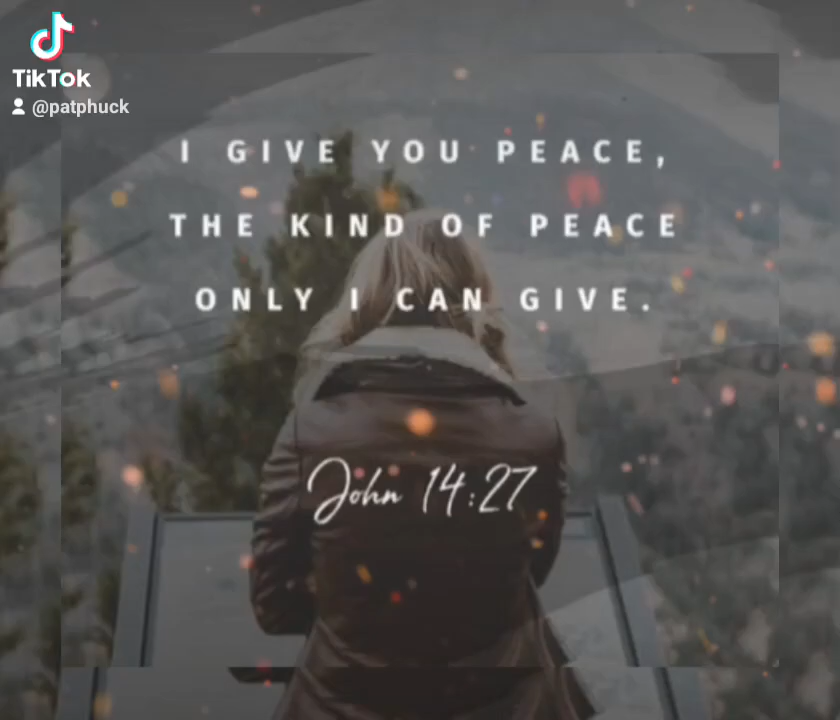 TikTok
@patphuck
I GIVE YOU PEACE,
THE KIND OF PEACE
ONLY I CAN GIVE.
John 14:27